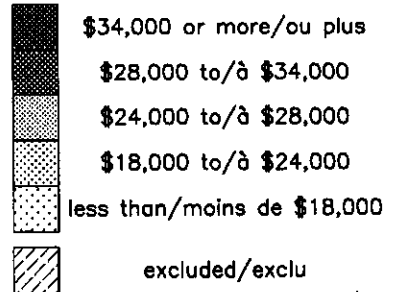 $34,000 or more/ou plus
$28,000 to/à $34,000
$24,000 to/à $28,000
$18,000 to/à $24,000
less than/moins de $18,000
excluded/exclu